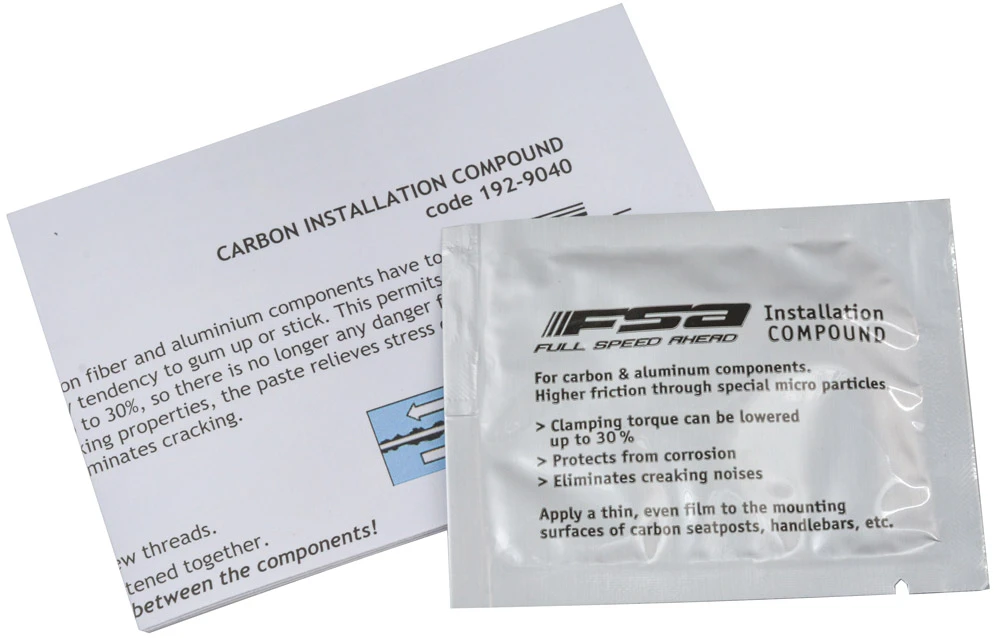 CARBON INSTALLATION COMPOUND
code 192-9040
on fiber and aluminium components have to
tendency to gum up or stick. This permits
to 30%, so there is no longer any danger
king properties, the paste relieves stress
minates cracking.
ew threads.
tened together.
between the components!
FSA
FULL SPEED AHEAD
Installation
COMPOUND
For carbon & aluminum components.
Higher friction through special micro particles
> Clamping torque can be lowered
up to 30%
> Protects from corrosion
> Eliminates creaking noises
Apply a thin, even film to the mounting
surfaces of carbon seatposts, handlebars, etc.